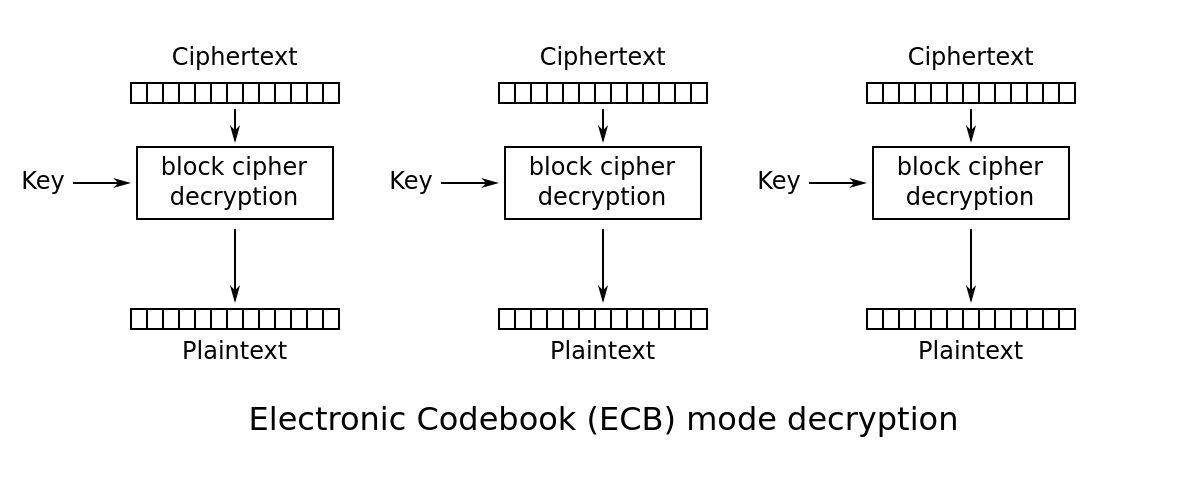 Ciphertext
Ciphertext
Ciphertext
Key
block cipher
decryption
Key
block cipher
decryption
Key
block cipher
decryption
Plaintext
Plaintext
Plaintext
Electronic Codebook (ECB) mode decryption